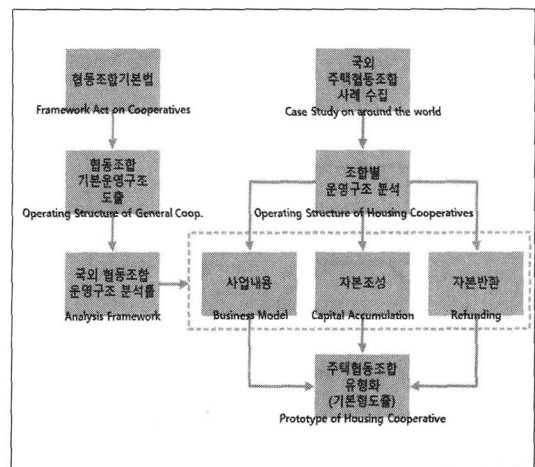 협동조합기본법
Framework Act on Cooperatives
국외
주택협동조합
사례 수집
Case Study on around the world
협동조합
기본운영구조
도출
Operating Structure of General Coop.
조합별
운영구조 분석
Operating Structure of Housing Cooperatives
국외 협동조합
운영구조 분석틀
Analysis Framework
사업내용
Business Model
자본조성
Capital Accumulation
자본반환
Refunding
주택협동조합
유형화
(기본형도출)
Prototype of Housing Cooperative